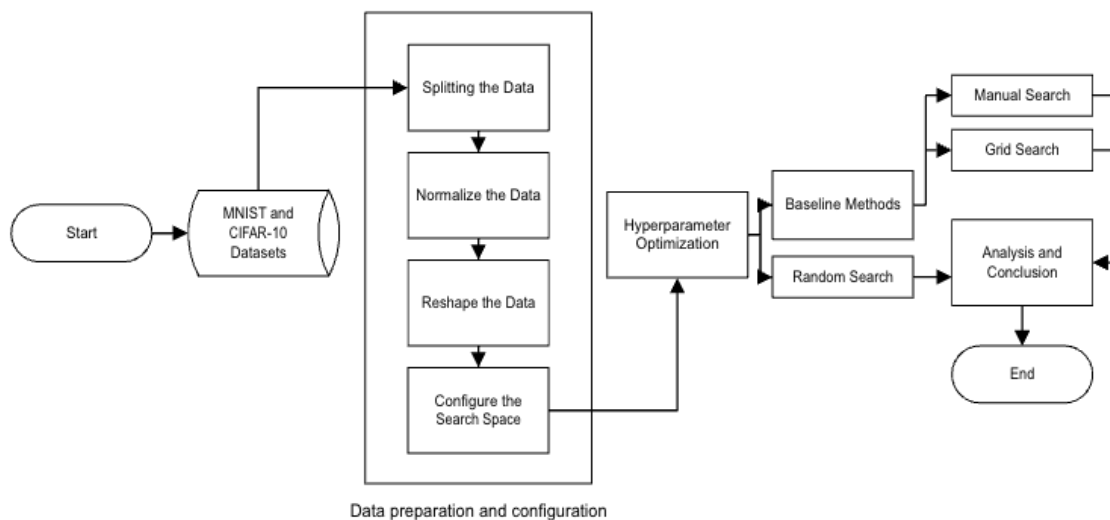 Start
MNIST and
CIFAR-10
Datasets
Splitting the Data
Normalize the Data
Reshape the Data
Configure the
Search Space
Data preparation and configuration
Hyperparameter
Optimization
Baseline Methods
Random Search
Manual Search
Grid Search
Analysis and
Conclusion
End